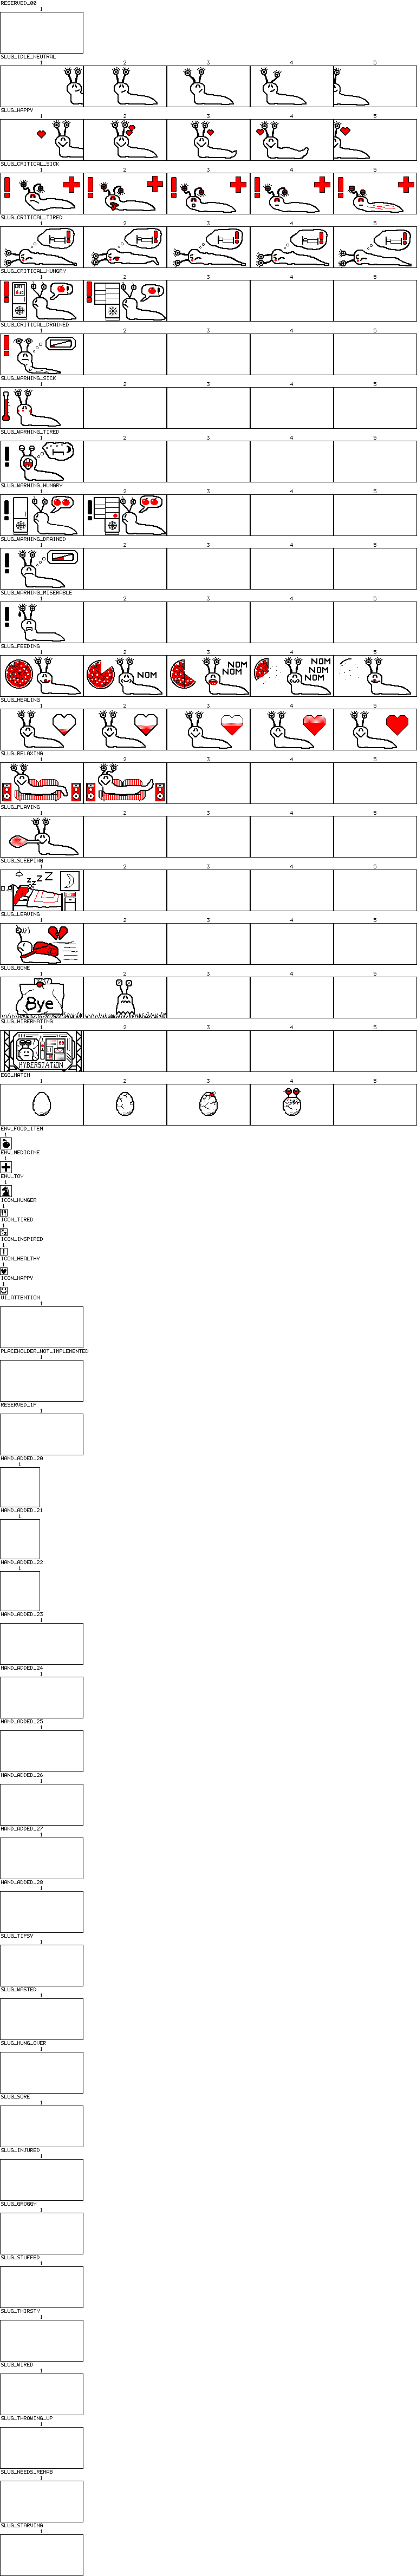 RESERVED_00
1
SLUG_IDLE_NEUTRAL
1 2 3 4 5
SLUG_HAPPY
1 2 3 4 5
SLUG_CRITICAL_SICK
1 2 3 4 5
SLUG_CRITICAL_TIRED
1 2 3 4 5
SLUG_CRITICAL_HUNGRY
1 2 3 4 5
SLUG_CRITICAL_DRAINED
1 2 3 4 5
SLUG_WARNING_SICK
1 2 3 4 5
SLUG_WARNING_TIRED
1 2 3 4 5
SLUG_WARNING_HUNGRY
1 2 3 4 5
SLUG_WARNING_DRAINED
1 2 3 4 5
SLUG_WARNING_MISERABLE
1 2 3 4 5
SLUG_FEEDING
1 2 3 4 5
NOM
NOM
NOM
NOM
NOM
NOM
SLUG_HEALING
1 2 3 4 5
SLUG_RELAXING
1 2 3 4 5
SLUG_PLAYING
1 2 3 4 5
SLUG_SLEEPING
1 2 3 4 5
zzZZ
SLUG_LEAVING
1 2 3 4 5
SLUG_GONE
1 2 3 4 5
Bye
SLUG_HIBERNATING
1 2 3 4 5
HYBERSTATION
EGG_HATCH
1 2 3 4 5
ENV_FOOD_ITEM
1
ENV_MEDICINE
1
ENV_TOY
1
ICON_HUNGER
1
ICON_TIRED
1
ICON_INSPIRED
1
ICON_HEALTHY
1
ICON_HAPPY
1
UI_ATTENTION
1
PLACEHOLDER_NOT_IMPLEMENTED
1
RESERVED_1F
1
HAND_ADDED_20
1
HAND_ADDED_21
1
HAND_ADDED_22
1
HAND_ADDED_23
1
HAND_ADDED_24
1
HAND_ADDED_25
1
HAND_ADDED_26
1
HAND_ADDED_27
1
HAND_ADDED_28
1
SLUG_TIPSY
1
SLUG_WASTED
1
SLUG_HUNG_OVER
1
SLUG_SORE
1
SLUG_INJURED
1
SLUG_GROGGY
1
SLUG_STUFFED
1
SLUG_THIRSTY
1
SLUG_WIRED
1
SLUG_THROWING_UP
1
SLUG_NEEDS_REHAB
1
SLUG_STARVING
1